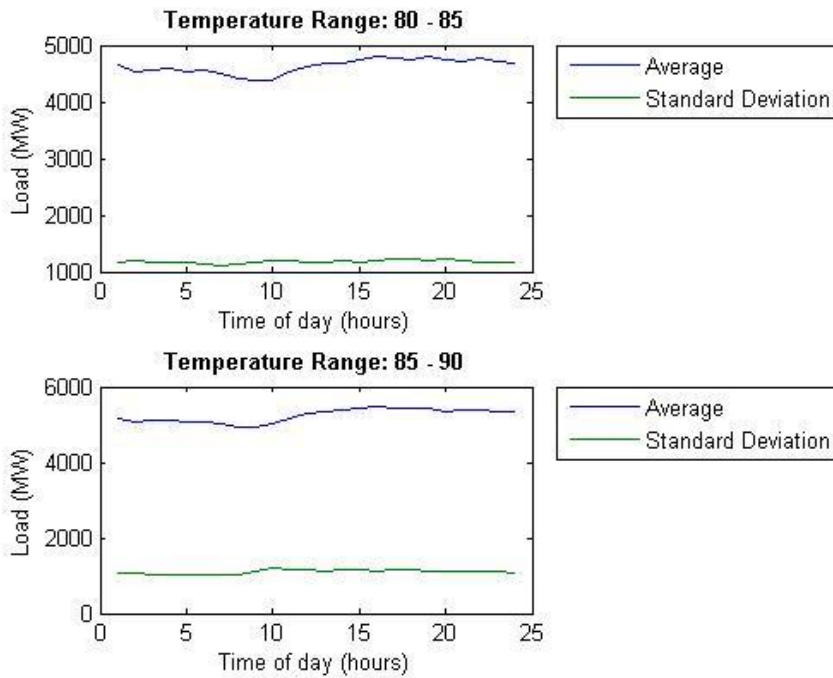 Temperature Range: 80 - 85
5000
4000
3000
2000
1000
Load (MW)
0 5 10 15 20 25
Time of day (hours)
Average
Standard Deviation
Temperature Range: 85 - 90
6000
4000
2000
0
Load (MW)
0 5 10 15 20 25
Time of day (hours)
Average
Standard Deviation